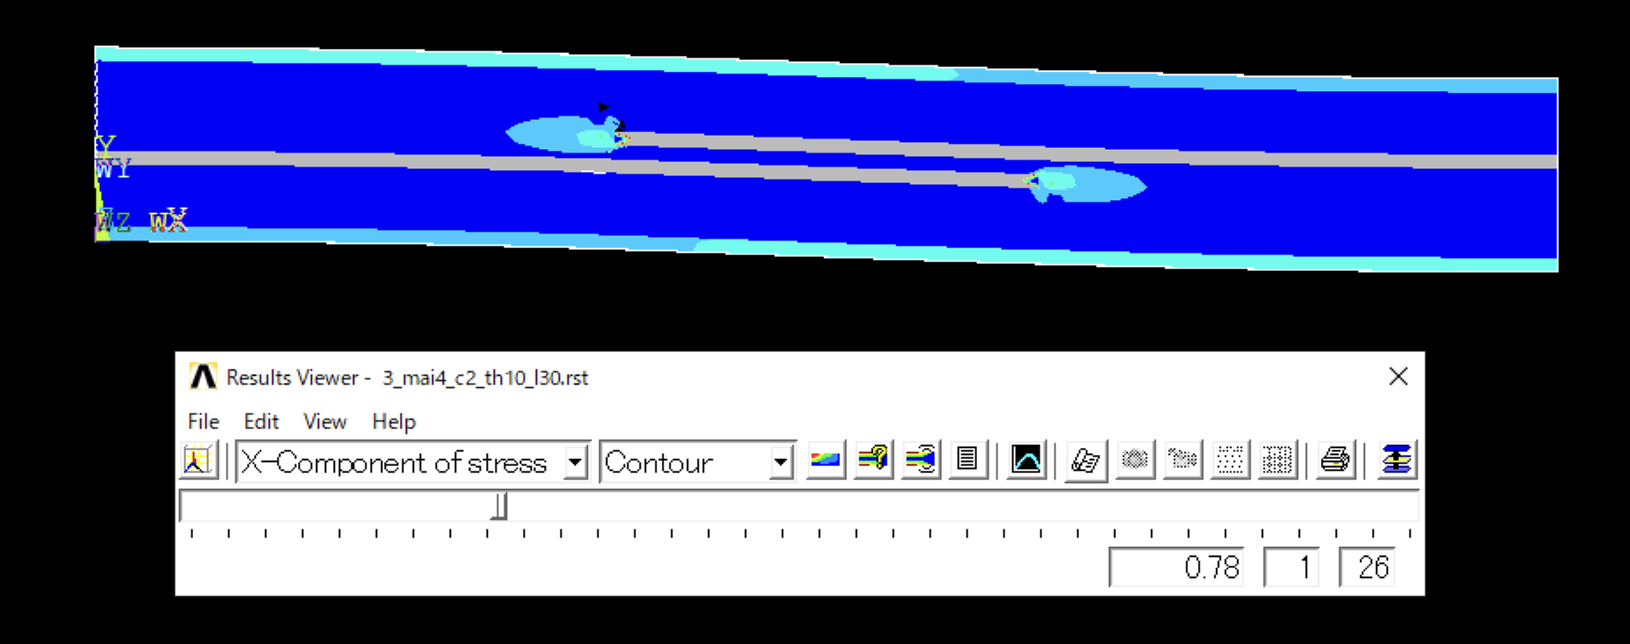 Y
WY
WZ WX
Results Viewer - 3_mai4_c2_th10_l30.rst
File Edit View Help
X-Component of stress Contour
0.78 1 26